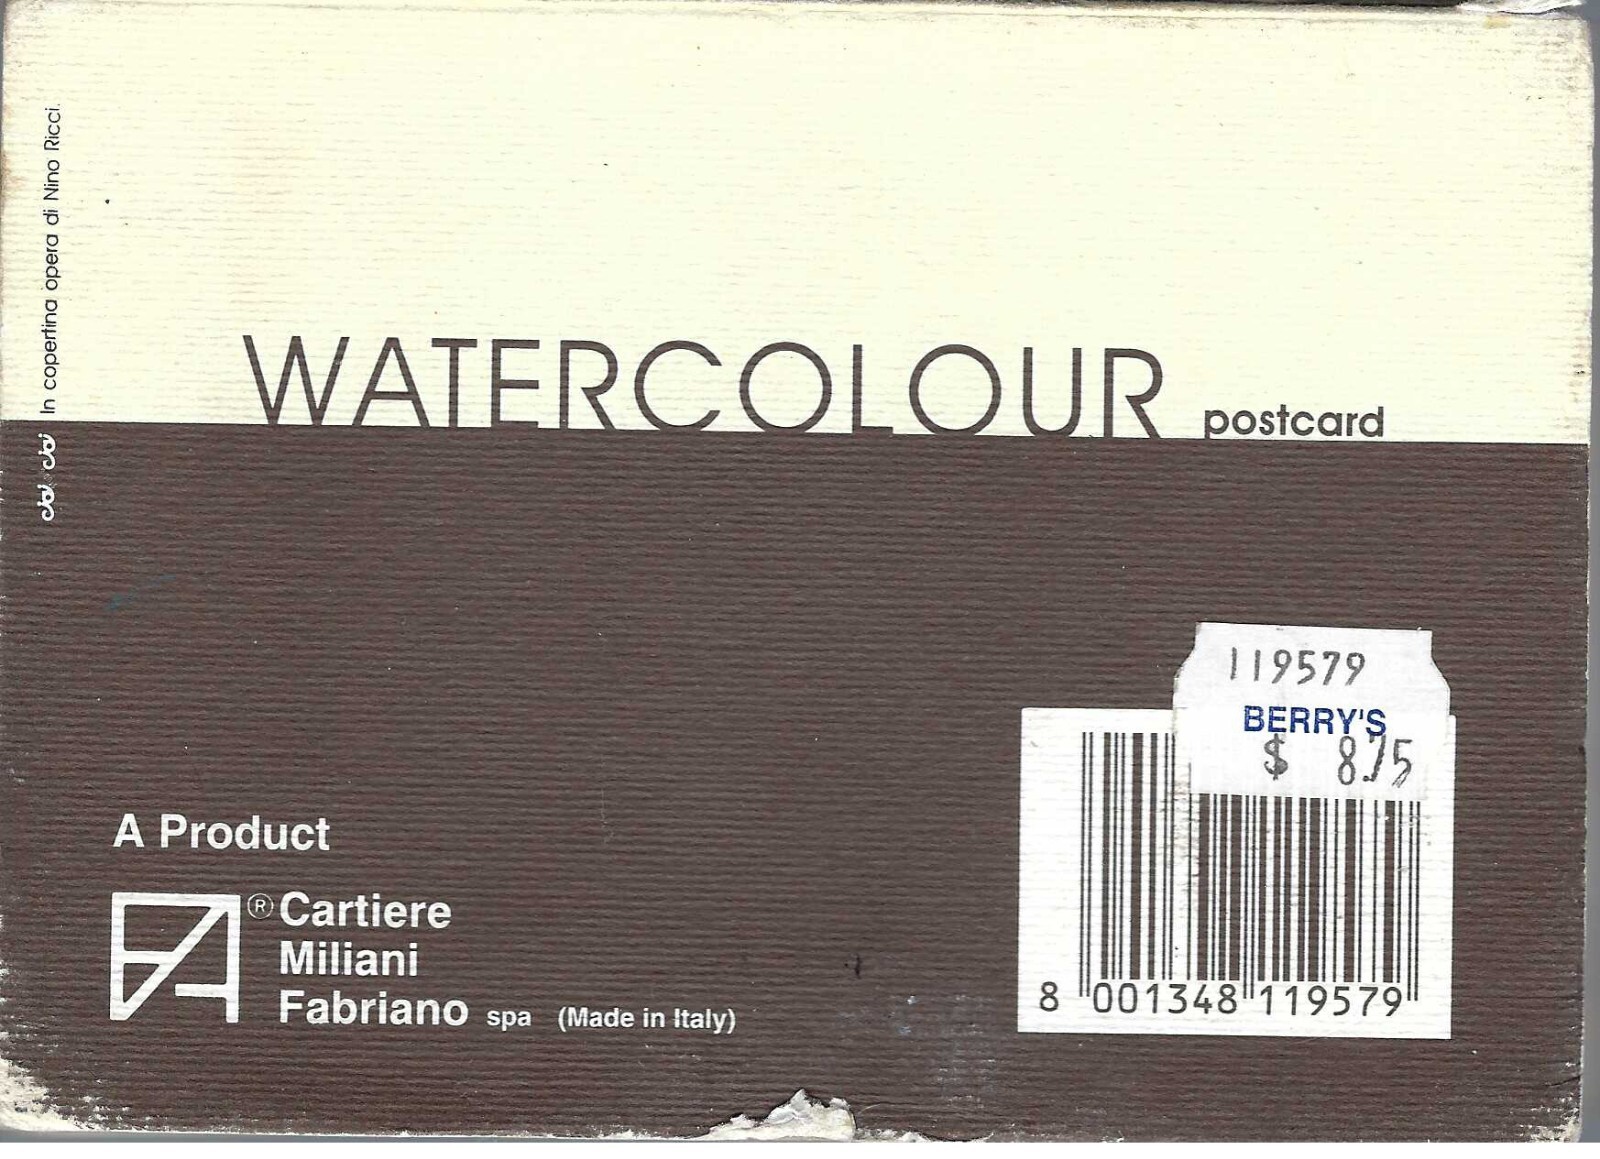 In copertina opera di Nino Ricci.
WATERCOLOUR postcard
119579
BERRY'S
$ 8.75
A Product
® Cartiere
Miliani
Fabriano spa (Made in Italy)
8 001348 119579